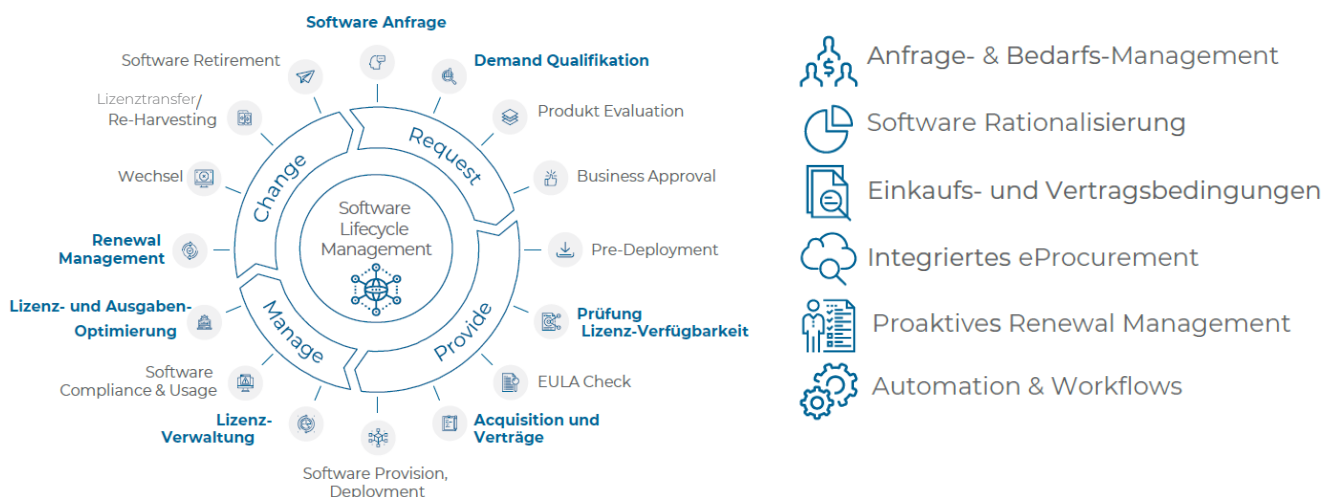 Software Anfrage
Demand Qualifikation
Produkt Evaluation
Business Approval
Pre-Deployment
Prüfung
Lizenz-Verfügbarkeit
EULA Check
Acquisition und
Verträge
Software Provision,
Deployment
Lizenz-
Verwaltung
Software
Compliance & Usage
Lizenz- und Ausgaben-
Optimierung
Renewal
Management
Wechsel
Lizenztransfer/
Re-Harvesting
Software Retirement
Request
Provide
Manage
Change
Software
Lifecycle
Management
Anfrage- & Bedarfs-Management
Software Rationalisierung
Einkaufs- und Vertragsbedingungen
Integriertes eProcurement
Proaktives Renewal Management
Automation & Workflows